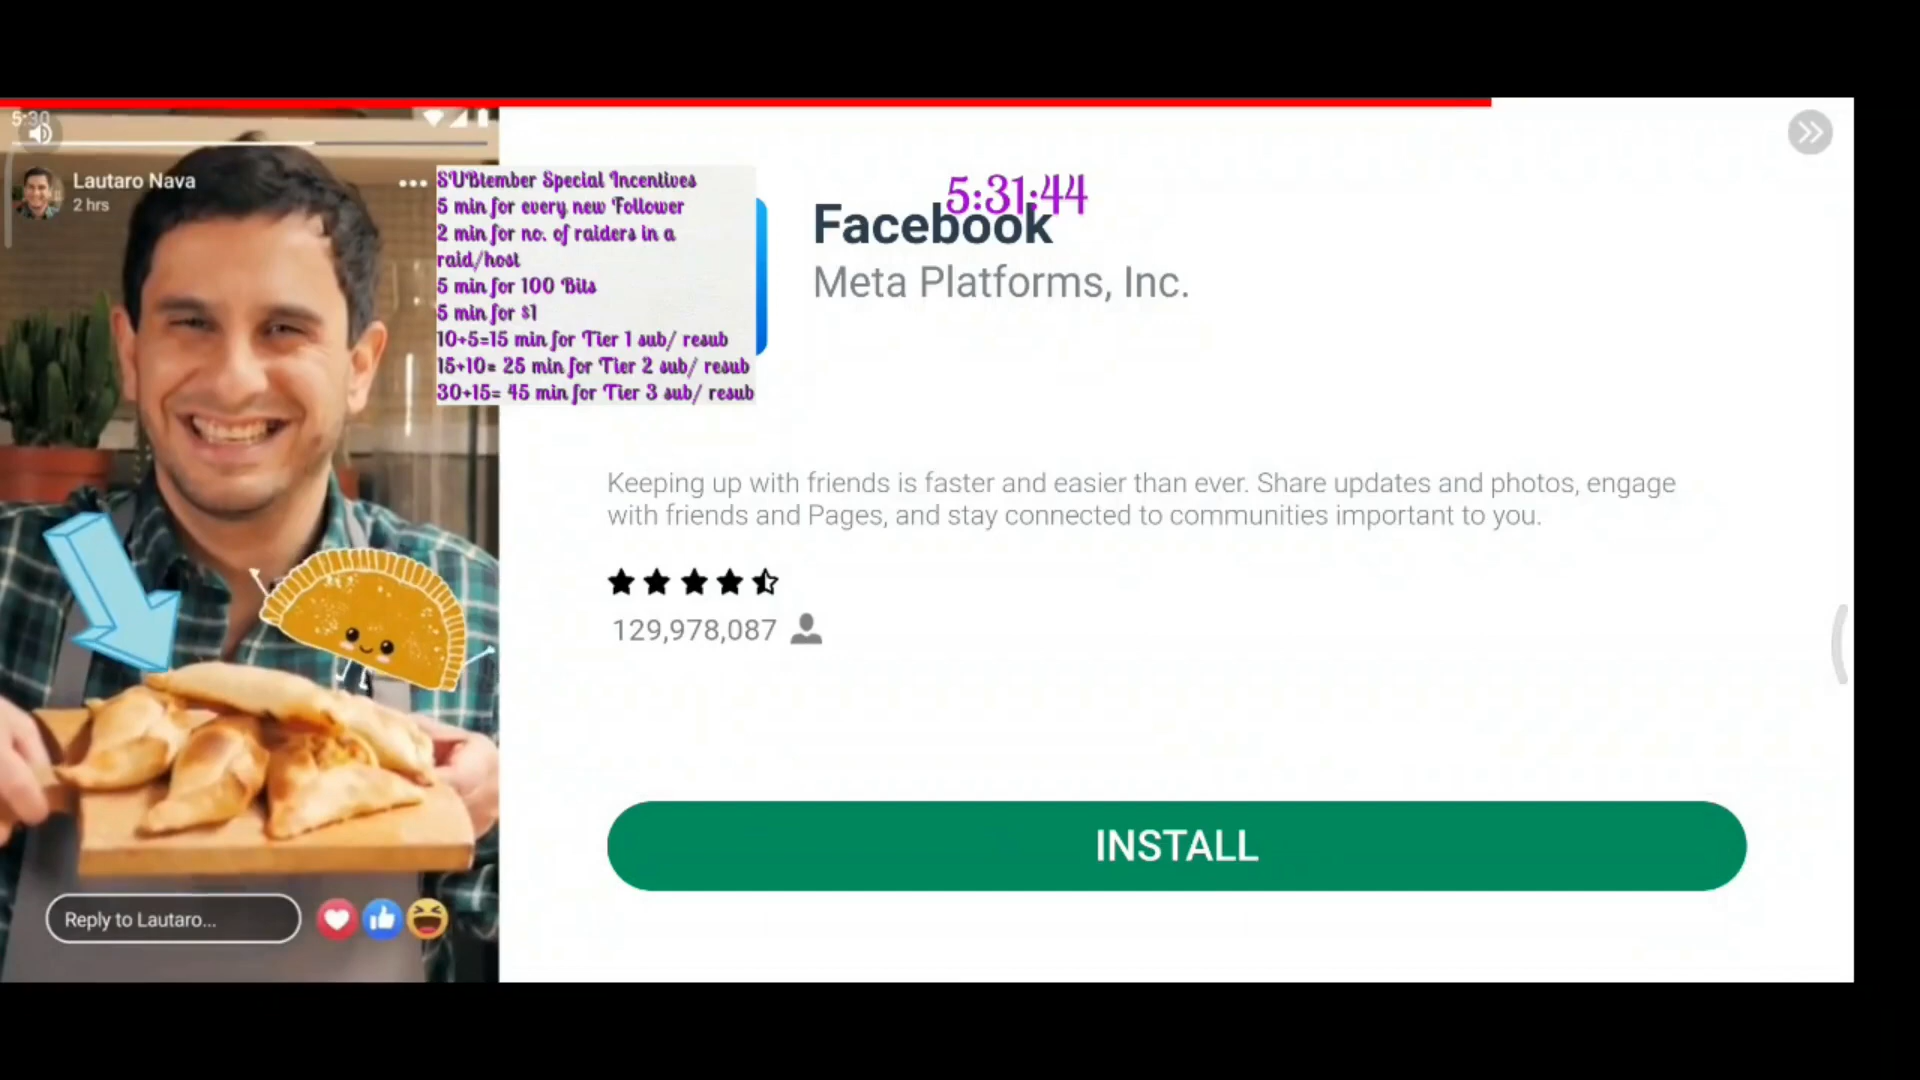 5:30
Lautaro Nava
2 hrs
SUBtember Special Incentives
5 min for every new Follower
2 min for no. of raiders in a
raid/host
5 min for 100 Bits
5 min for $1
10+5=15 min for Tier 1 sub/ resub
15+10= 25 min for Tier 2 sub/ resub
30+15= 45 min for Tier 3 sub/ resub
5:31:44
Facebook
Meta Platforms, Inc.
Keeping up with friends is faster and easier than ever. Share updates and photos, engage
with friends and Pages, and stay connected to communities important to you.
129,978,087
INSTALL
Reply to Lautaro...